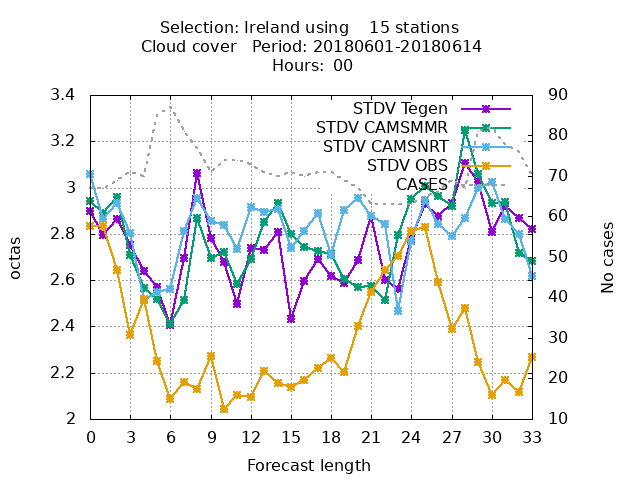 Selection: Ireland using    15 stations
Cloud cover   Period: 20180601-20180614
Hours:  00
3.4
3.2
3
2.8
2.6
2.4
2.2
2
90
80
70
60
50
40
30
20
10
octas
No cases
STDV Tegen
STDV CAMSMMR
STDV CAMSNRT
STDV OBS
CASES
0 3 6 9 12 15 18 21 24 27 30 33
Forecast length